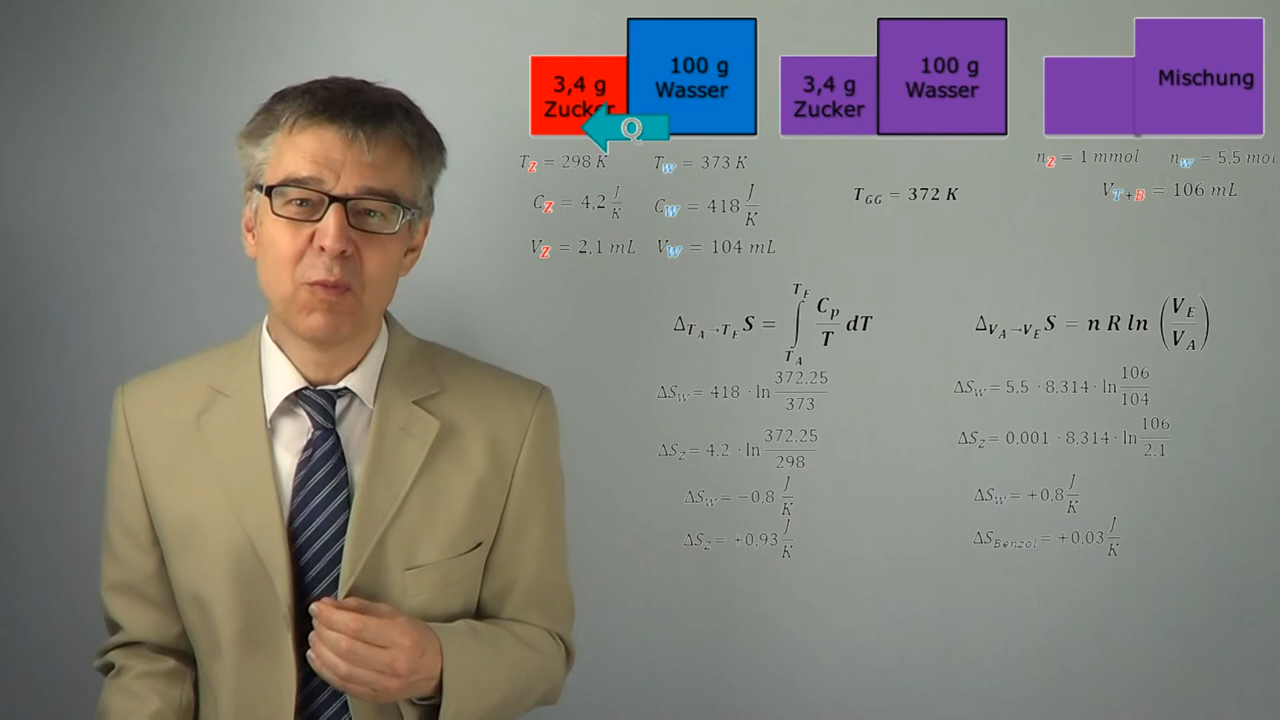 3,4 g
Zucker
100 g
Wasser
Q
3,4 g
Zucker
100 g
Wasser
Mischung
T_Z = 298 K
T_W = 373 K
C_Z = 4,2 J/K
C_W = 418 J/K
V_Z = 2,1 mL
V_W = 104 mL
T_GG = 372 K
n_Z = 1 mmol
n_W = 5,5 mol
V_T+B = 106 mL
Δ_{T_A→T_E} S = ∫_{T_A}^{T_E} C_p/T dT
ΔS_W = 418 · ln 372,25/373
ΔS_Z = 4,2 · ln 372,25/298
ΔS_W = −0,8 J/K
ΔS_Z = +0,93 J/K
Δ_{V_A→V_E} S = n R ln (V_E/V_A)
ΔS_W = 5,5 · 8,314 · ln 106/104
ΔS_Z = 0,001 · 8,314 · ln 106/2,1
ΔS_W = +0,8 J/K
ΔS_Benzol = +0,03 J/K